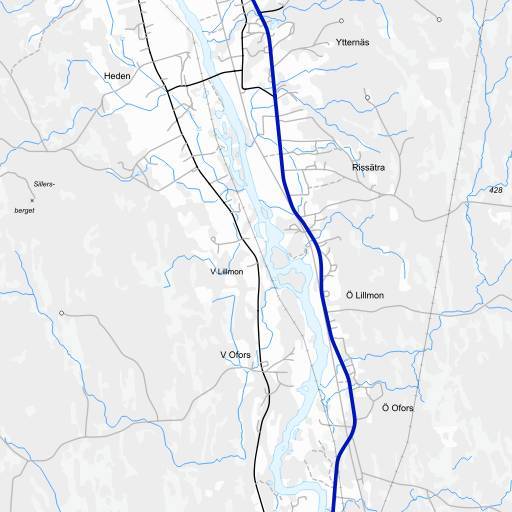 Ytternäs
Heden
Rissätra
Sillers-
berget
428
V Lillmon
Ö Lillmon
V Ofors
Ö Ofors